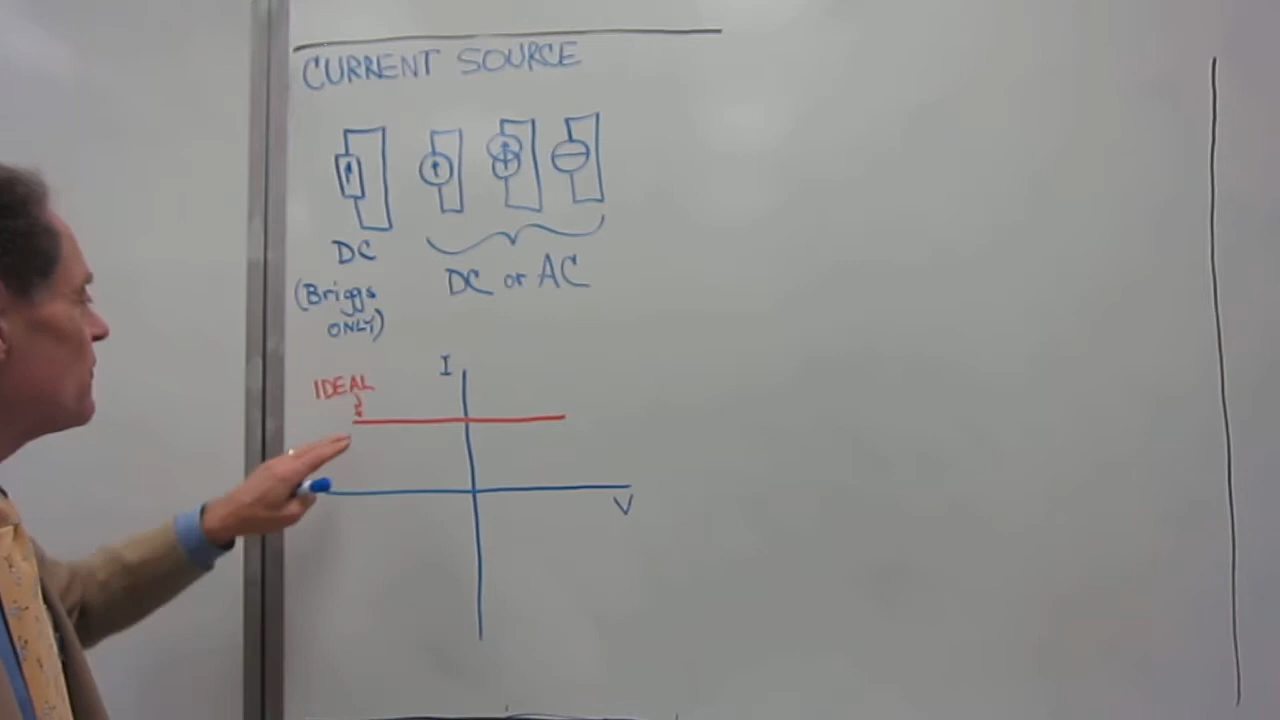 CURRENT SOURCE
DC
(Briggs
ONLY)
DC or AC
I
IDEAL
V